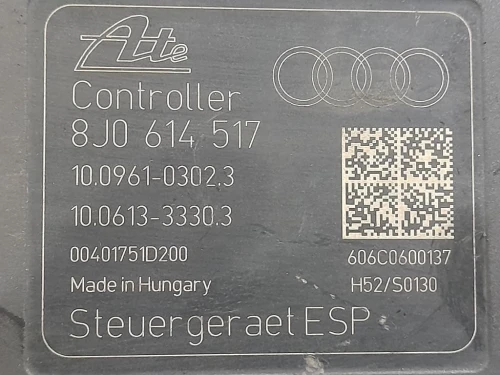 Ate
Controller
8J0 614 517
10.0961-0302.3
10.0613-3330.3
00401751D200
606C0600137
Made in Hungary
H52/S0130
Steuergeraet ESP